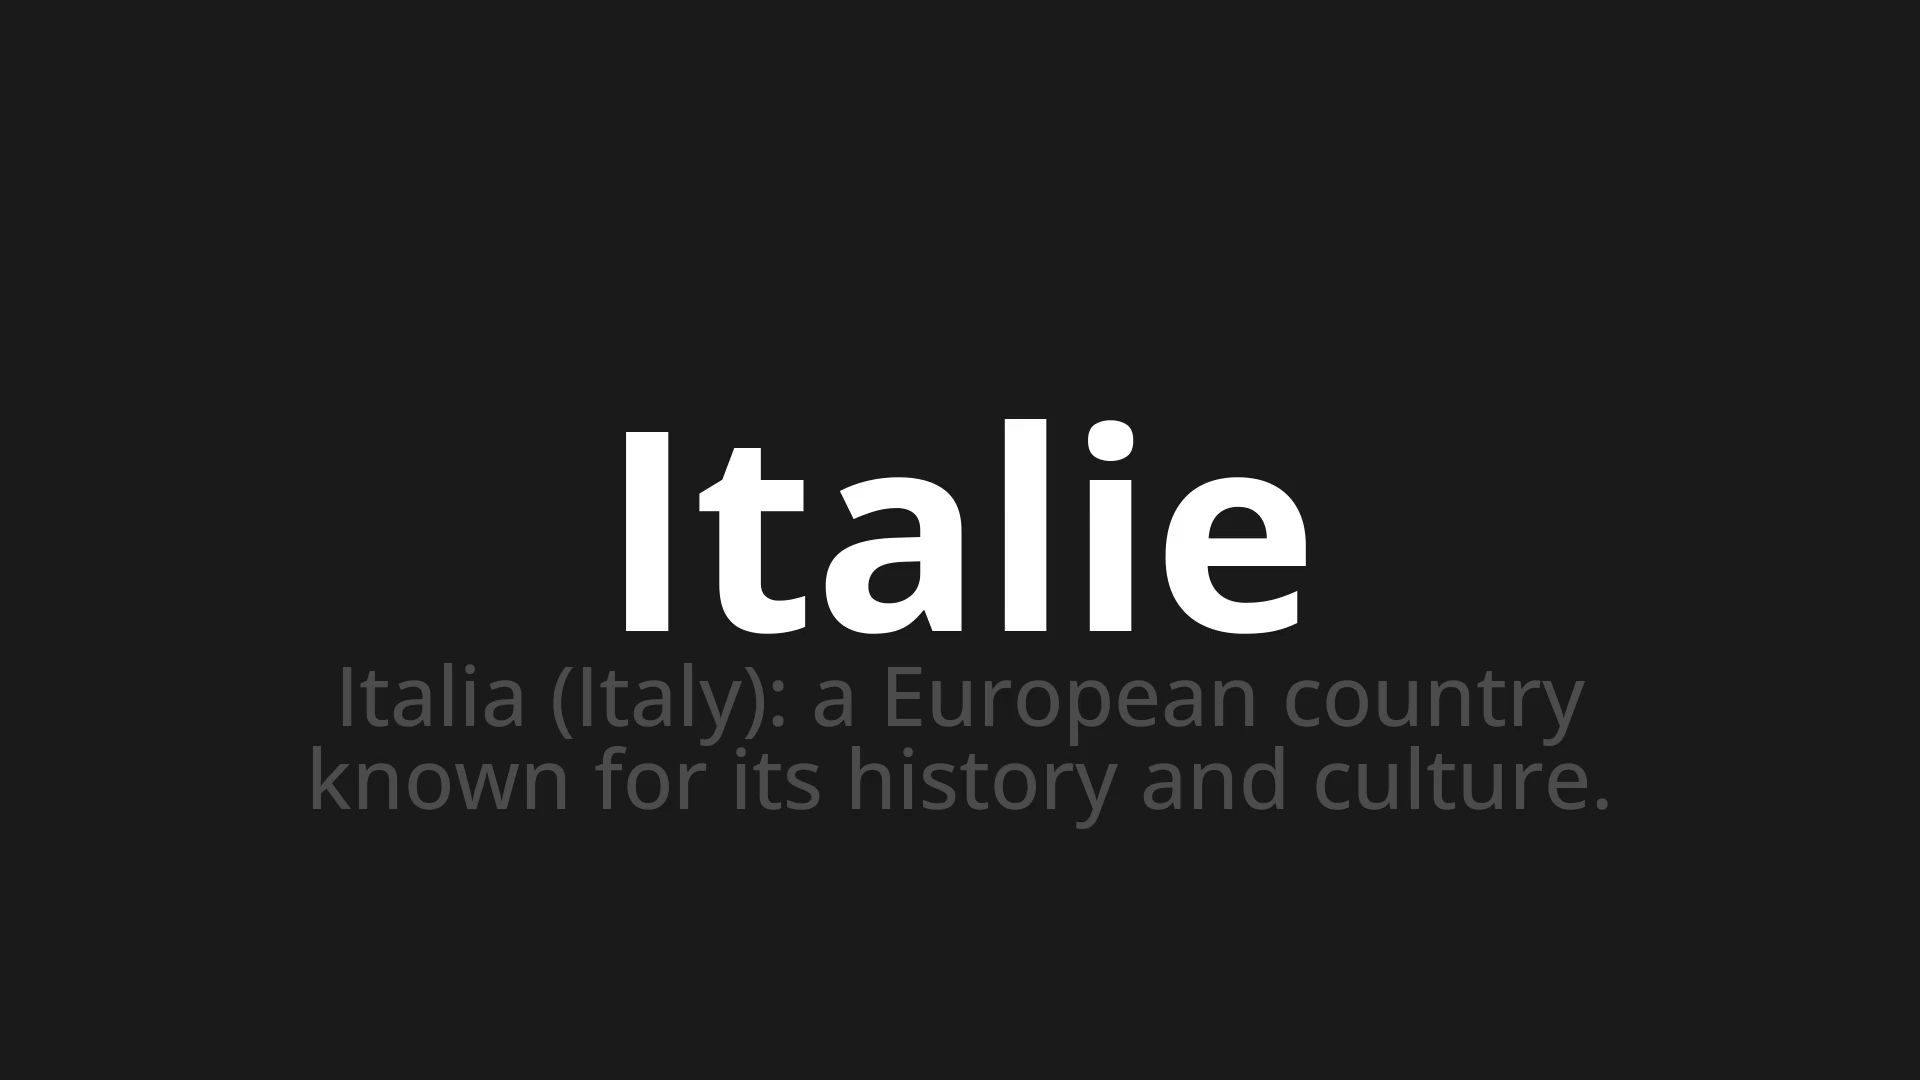 Italie
Italia (Italy): a European country
known for its history and culture.